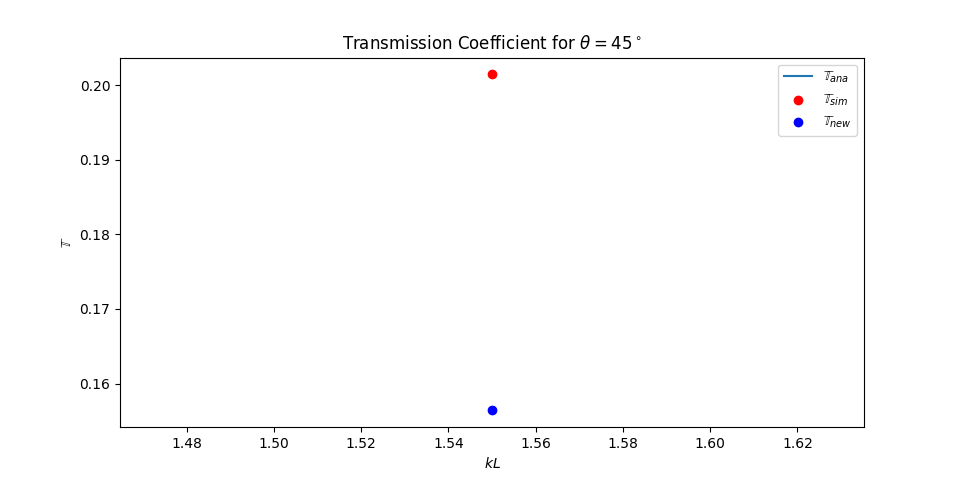 Transmission Coefficient for θ = 45°
𝕋ana
𝕋sim
𝕋new
0.20
0.19
0.18
0.17
0.16
𝕋
1.48 1.50 1.52 1.54 1.56 1.58 1.60 1.62
kL